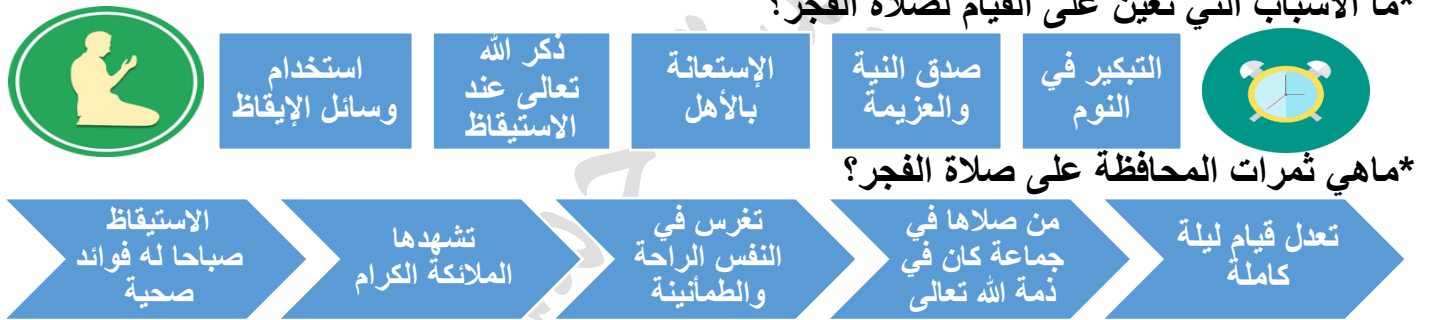 *ما الأسباب التي تعين على القيام لصلاة الفجر؟
التبكير في
النوم
صدق النية
والعزيمة
الإستعانة
بالأهل
ذكر الله
تعالى عند
الاستيقاظ
استخدام
وسائل الإيقاظ
*ماهي ثمرات المحافظة على صلاة الفجر؟
تعدل قيام ليلة
كاملة
من صلاها في
جماعة كان في
ذمة الله تعالى
تغرس في
النفس الراحة
والطمأنينة
تشهدها
الملائكة الكرام
الاستيقاظ
صباحا له فوائد
صحية